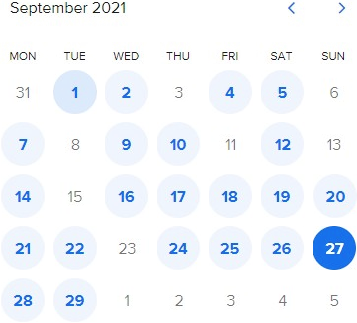 September 2021
MON TUE WED THU FRI SAT SUN
31 1 2 3 4 5 6
7 8 9 10 11 12 13
14 15 16 17 18 19 20
21 22 23 24 25 26 27
28 29 1 2 3 4 5